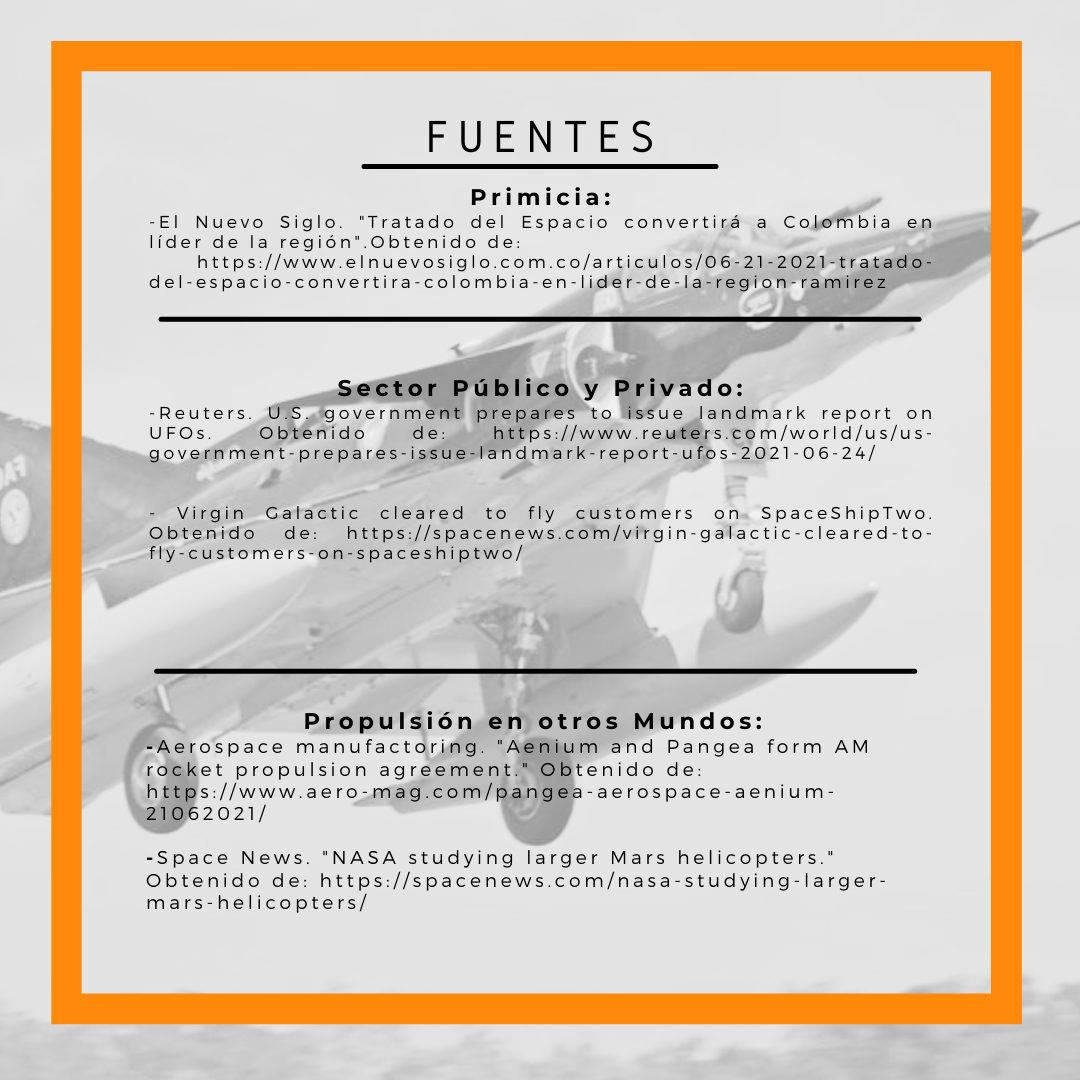 FUENTES
Primicia:
-El Nuevo Siglo. "Tratado del Espacio convertirá a Colombia en
líder de la región".Obtenido de:
https://www.elnuevosiglo.com.co/articulos/06-21-2021-tratado-
del-espacio-convertira-colombia-en-lider-de-la-region-ramirez
Sector Público y Privado:
-Reuters. U.S. government prepares to issue landmark report on
UFOs. Obtenido de: https://www.reuters.com/world/us/us-
government-prepares-issue-landmark-report-ufos-2021-06-24/
- Virgin Galactic cleared to fly customers on SpaceShipTwo.
Obtenido de: https://spacenews.com/virgin-galactic-cleared-to-
fly-customers-on-spaceshiptwo/
Propulsión en otros Mundos:
-Aerospace manufactoring. "Aenium and Pangea form AM
rocket propulsion agreement." Obtenido de:
https://www.aero-mag.com/pangea-aerospace-aenium-
21062021/
-Space News. "NASA studying larger Mars helicopters."
Obtenido de: https://spacenews.com/nasa-studying-larger-
mars-helicopters/